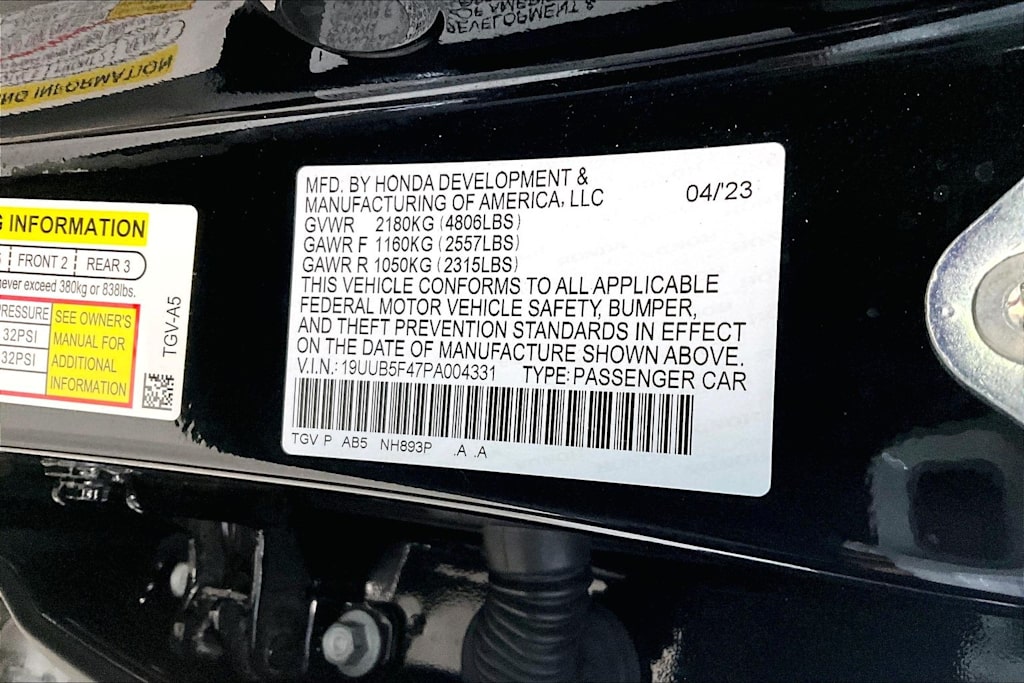 G INFORMATION
FRONT 2 | REAR 3
never exceed 380kg or 838lbs.
PRESSURE
32PSI
32PSI
SEE OWNER'S
MANUAL FOR
ADDITIONAL
INFORMATION
TGV-A5
MFD. BY HONDA DEVELOPMENT &
MANUFACTURING OF AMERICA, LLC
04/'23
GVWR 2180KG (4806LBS)
GAWR F 1160KG (2557LBS)
GAWR R 1050KG (2315LBS)
THIS VEHICLE CONFORMS TO ALL APPLICABLE
FEDERAL MOTOR VEHICLE SAFETY, BUMPER,
AND THEFT PREVENTION STANDARDS IN EFFECT
ON THE DATE OF MANUFACTURE SHOWN ABOVE.
V.I.N.: 19UUB5F47PA004331 TYPE: PASSENGER CAR
TGV P AB5 NH893P .A .A